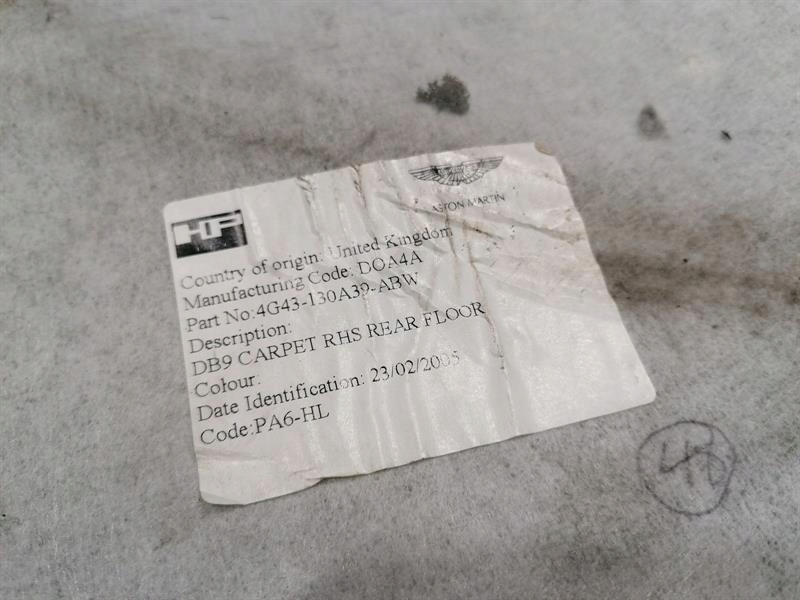 HP
ASTON MARTIN
Country of origin: United Kingdom
Manufacturing Code: DOA4A
Part No:4G43-130A39-ABW
Description:
DB9 CARPET RHS REAR FLOOR
Colour:
Date Identification: 23/02/2005
Code:PA6-HL